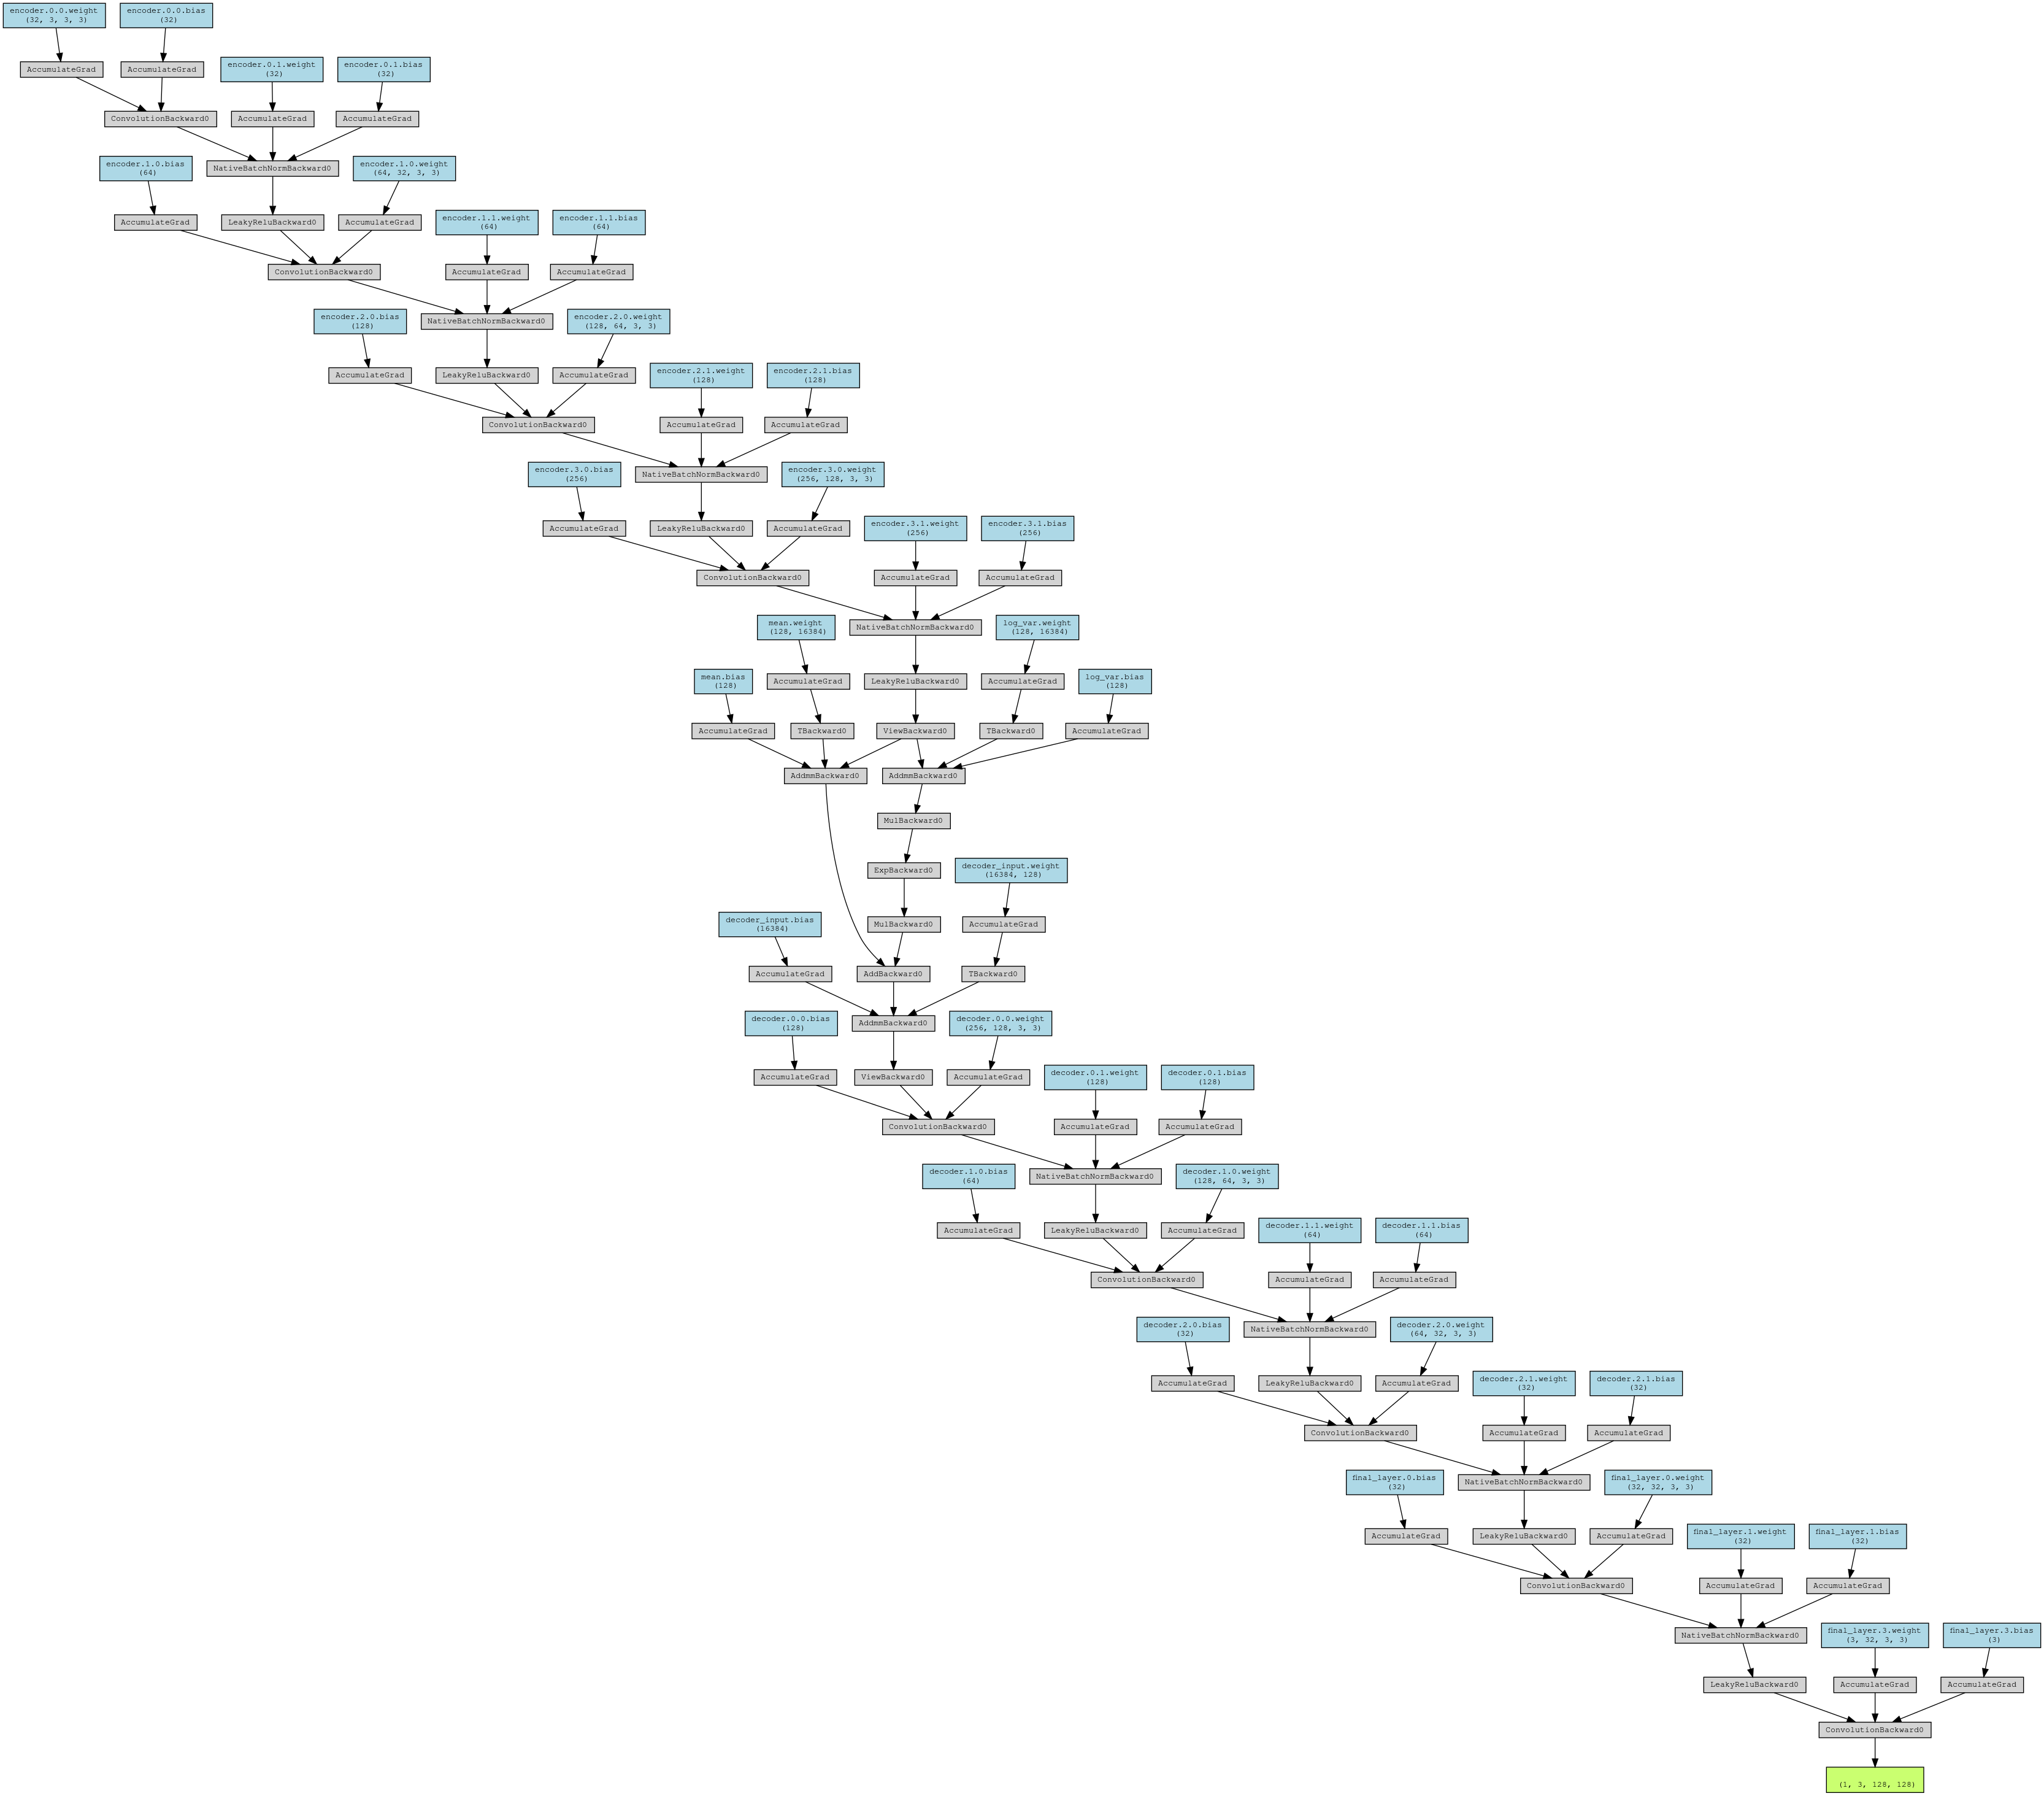 encoder.0.0.weight
(32, 3, 3, 3)
encoder.0.0.bias
(32)
AccumulateGrad
AccumulateGrad
encoder.0.1.weight
(32)
encoder.0.1.bias
(32)
ConvolutionBackward0
AccumulateGrad
AccumulateGrad
encoder.1.0.bias
(64)
NativeBatchNormBackward0
encoder.1.0.weight
(64, 32, 3, 3)
AccumulateGrad
LeakyReluBackward0
AccumulateGrad
encoder.1.1.weight
(64)
encoder.1.1.bias
(64)
ConvolutionBackward0
AccumulateGrad
AccumulateGrad
encoder.2.0.bias
(128)
NativeBatchNormBackward0
encoder.2.0.weight
(128, 64, 3, 3)
AccumulateGrad
LeakyReluBackward0
AccumulateGrad
encoder.2.1.weight
(128)
encoder.2.1.bias
(128)
ConvolutionBackward0
AccumulateGrad
AccumulateGrad
encoder.3.0.bias
(256)
NativeBatchNormBackward0
encoder.3.0.weight
(256, 128, 3, 3)
AccumulateGrad
LeakyReluBackward0
AccumulateGrad
encoder.3.1.weight
(256)
encoder.3.1.bias
(256)
ConvolutionBackward0
AccumulateGrad
AccumulateGrad
mean.weight
(128, 16384)
NativeBatchNormBackward0
log_var.weight
(128, 16384)
mean.bias
(128)
AccumulateGrad
LeakyReluBackward0
AccumulateGrad
log_var.bias
(128)
AccumulateGrad
TBackward0
ViewBackward0
TBackward0
AccumulateGrad
AddmmBackward0
AddmmBackward0
MulBackward0
ExpBackward0
decoder_input.weight
(16384, 128)
decoder_input.bias
(16384)
MulBackward0
AccumulateGrad
AccumulateGrad
AddBackward0
TBackward0
decoder.0.0.bias
(128)
AddmmBackward0
decoder.0.0.weight
(256, 128, 3, 3)
AccumulateGrad
ViewBackward0
AccumulateGrad
decoder.0.1.weight
(128)
decoder.0.1.bias
(128)
ConvolutionBackward0
AccumulateGrad
AccumulateGrad
decoder.1.0.bias
(64)
NativeBatchNormBackward0
decoder.1.0.weight
(128, 64, 3, 3)
AccumulateGrad
LeakyReluBackward0
AccumulateGrad
decoder.1.1.weight
(64)
decoder.1.1.bias
(64)
ConvolutionBackward0
AccumulateGrad
AccumulateGrad
decoder.2.0.bias
(32)
NativeBatchNormBackward0
decoder.2.0.weight
(64, 32, 3, 3)
AccumulateGrad
LeakyReluBackward0
AccumulateGrad
decoder.2.1.weight
(32)
decoder.2.1.bias
(32)
ConvolutionBackward0
AccumulateGrad
AccumulateGrad
final_layer.0.bias
(32)
NativeBatchNormBackward0
final_layer.0.weight
(32, 32, 3, 3)
AccumulateGrad
LeakyReluBackward0
AccumulateGrad
final_layer.1.weight
(32)
final_layer.1.bias
(32)
ConvolutionBackward0
AccumulateGrad
AccumulateGrad
NativeBatchNormBackward0
final_layer.3.weight
(3, 32, 3, 3)
final_layer.3.bias
(3)
LeakyReluBackward0
AccumulateGrad
AccumulateGrad
ConvolutionBackward0
(1, 3, 128, 128)